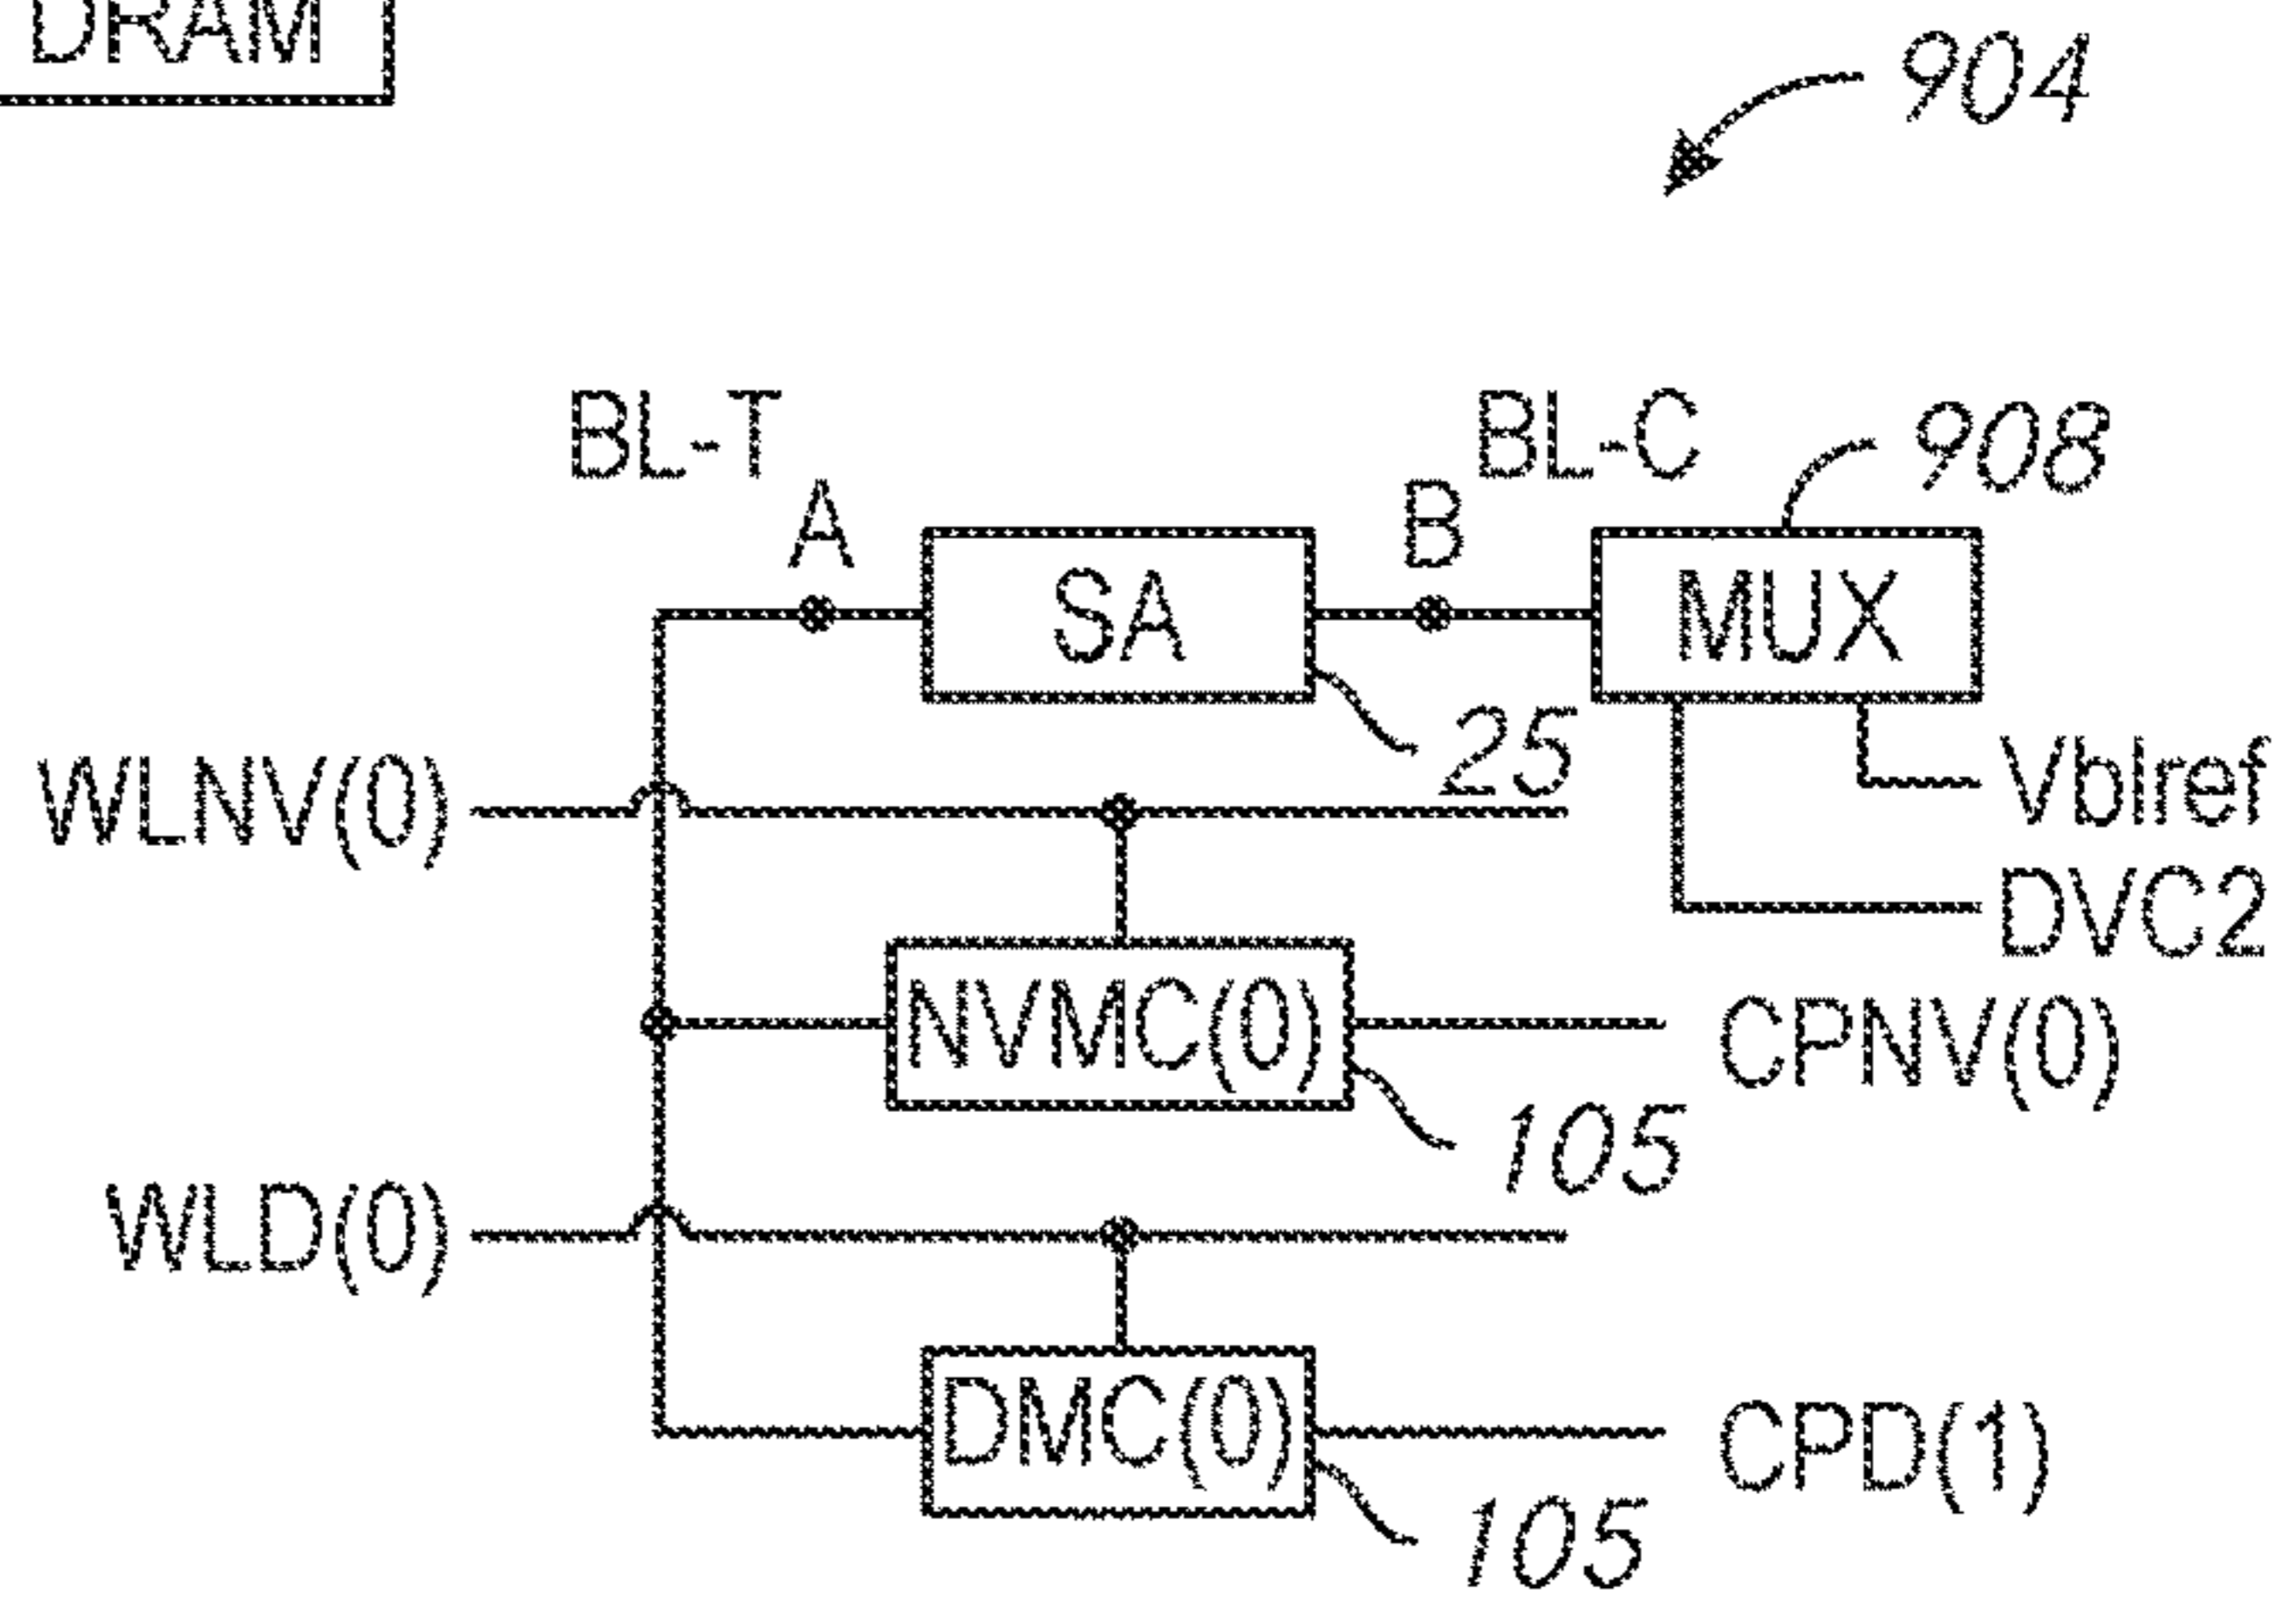 DRAM
904
BL-T
BL-C
908
A
B
SA
MUX
25
WLNV(0)
Vblref
DVC2
NVMC(0)
CPNV(0)
105
WLD(0)
DMC(0)
CPD(1)
105